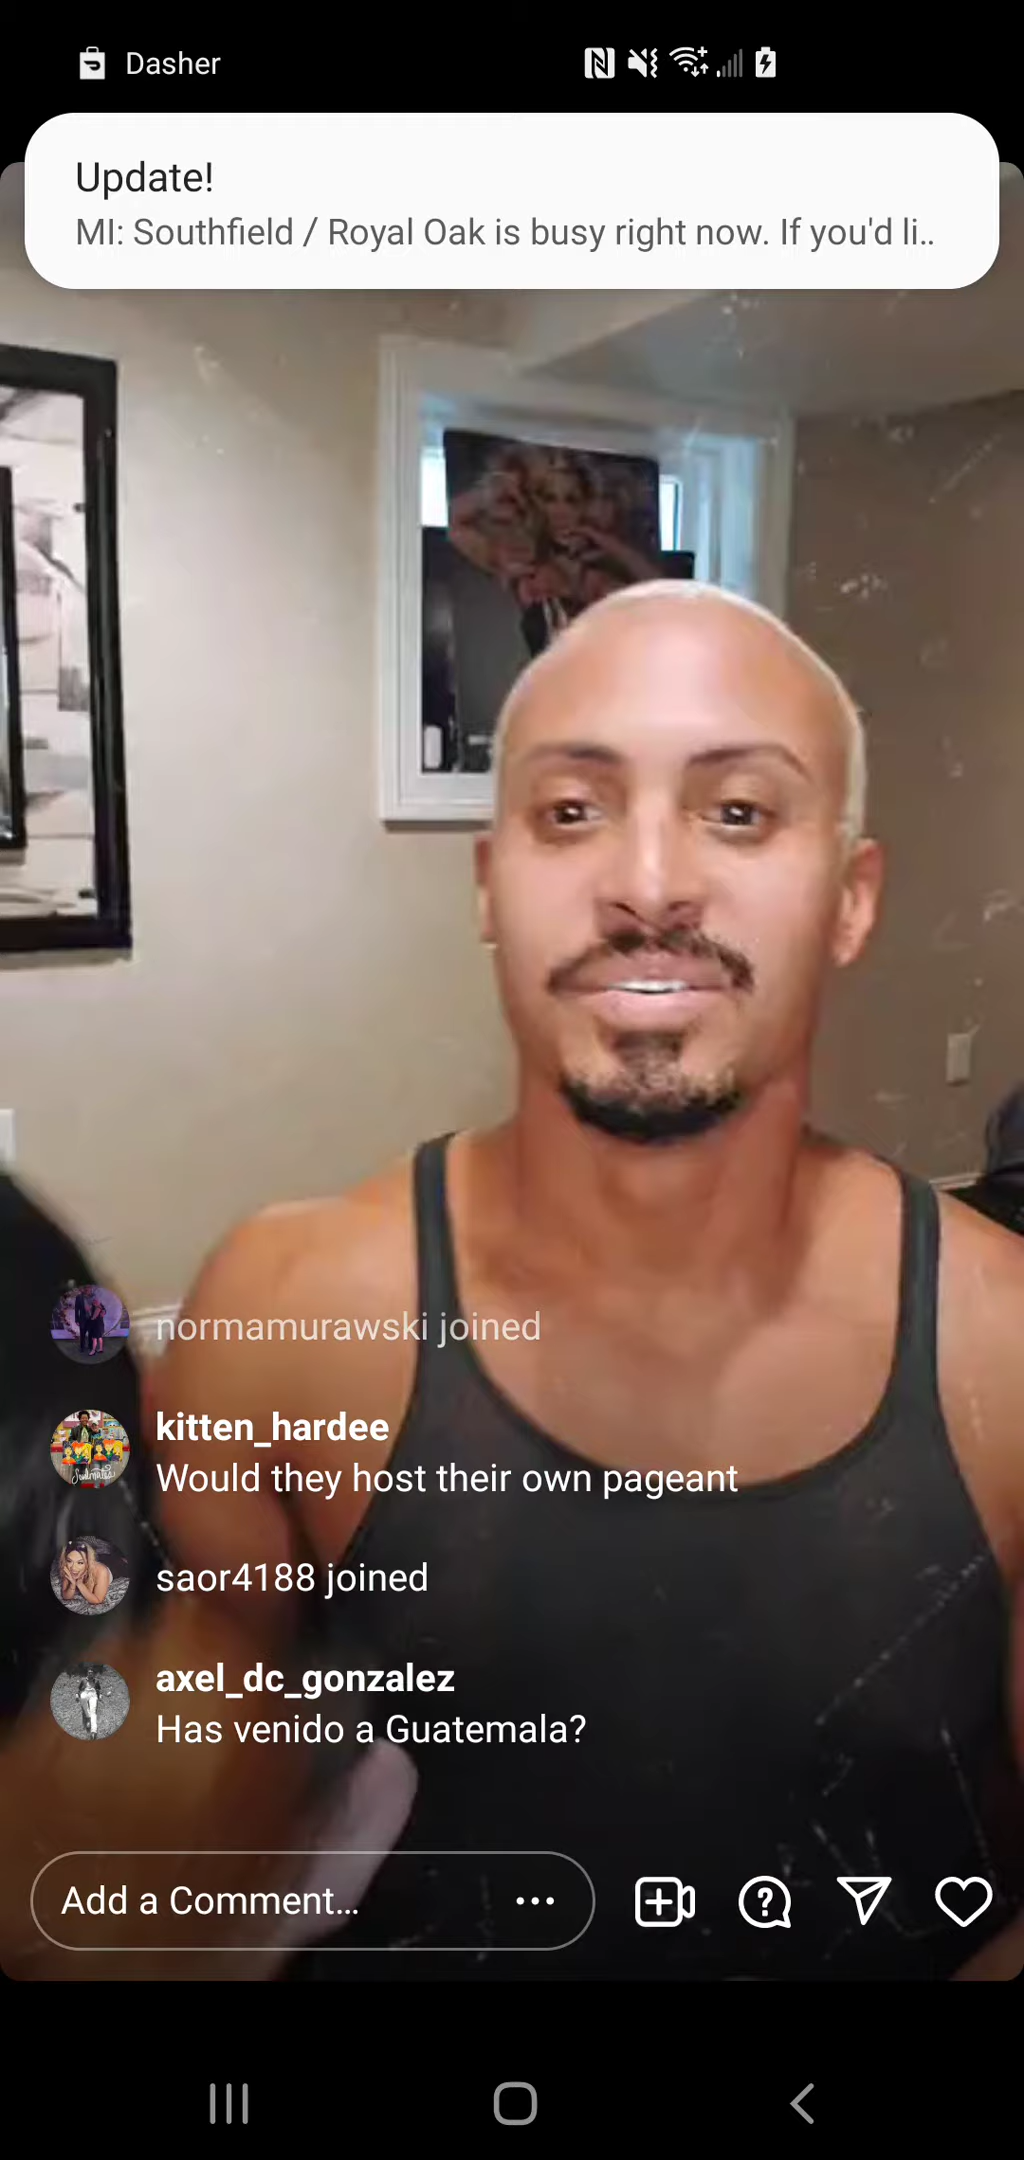 Dasher
Update!
MI: Southfield / Royal Oak is busy right now. If you'd li..
normamurawski joined
kitten_hardee
Would they host their own pageant
saor4188 joined
axel_dc_gonzalez
Has venido a Guatemala?
Add a Comment...